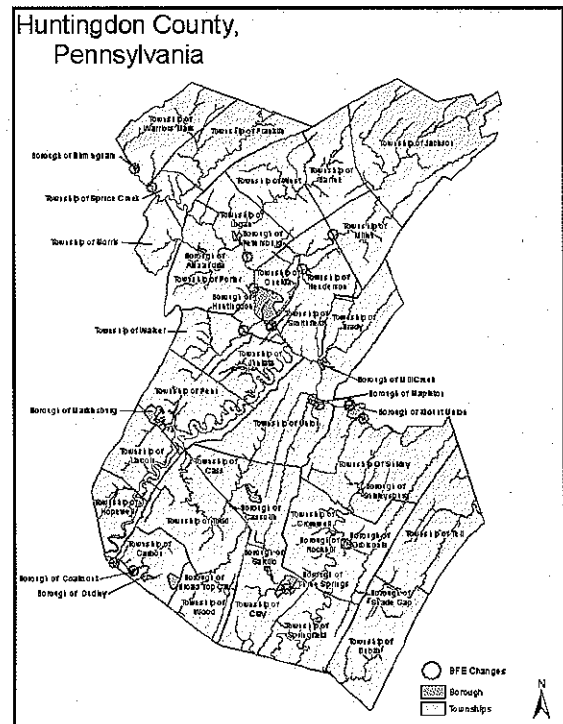 Huntingdon County,
Pennsylvania
Township of
Warriors Mark
Township of Franklin
Borough of Birmingham
Township of Jackson
Township of Spruce Creek
Township of West
Township of
Barree
Township of Morris
Township of
Logan
Borough of
Petersburg
Township of
Miller
Borough of
Alexandria
Township of Porter
Township of
Oneida
Township of
Henderson
Borough of
Huntingdon
Township of
Smithfield
Township of
Brady
Township of Walker
Township of
Juniata
Borough of Mill Creek
Borough of Mapleton
Borough of Mount Union
Township of Penn
Borough of Marklesburg
Township of Union
Township of
Lincoln
Township of
Cass
Township of Shirley
Borough of
Shirleysburg
Township of
Hopewell
Township of Todd
Borough of
Cassville
Township of
Cromwell
Borough of
Rockhill
Borough of
Orbisonia
Township of Tell
Township of
Carbon
Borough of Coalmont
Borough of Dudley
Borough of
Broad Top City
Township of
Wood
Borough of
Saltillo
Borough of
Three Springs
Township of
Clay
Township of
Springfield
Borough of
Shade Gap
Township of
Dublin
BFE Changes
Borough
Townships
N